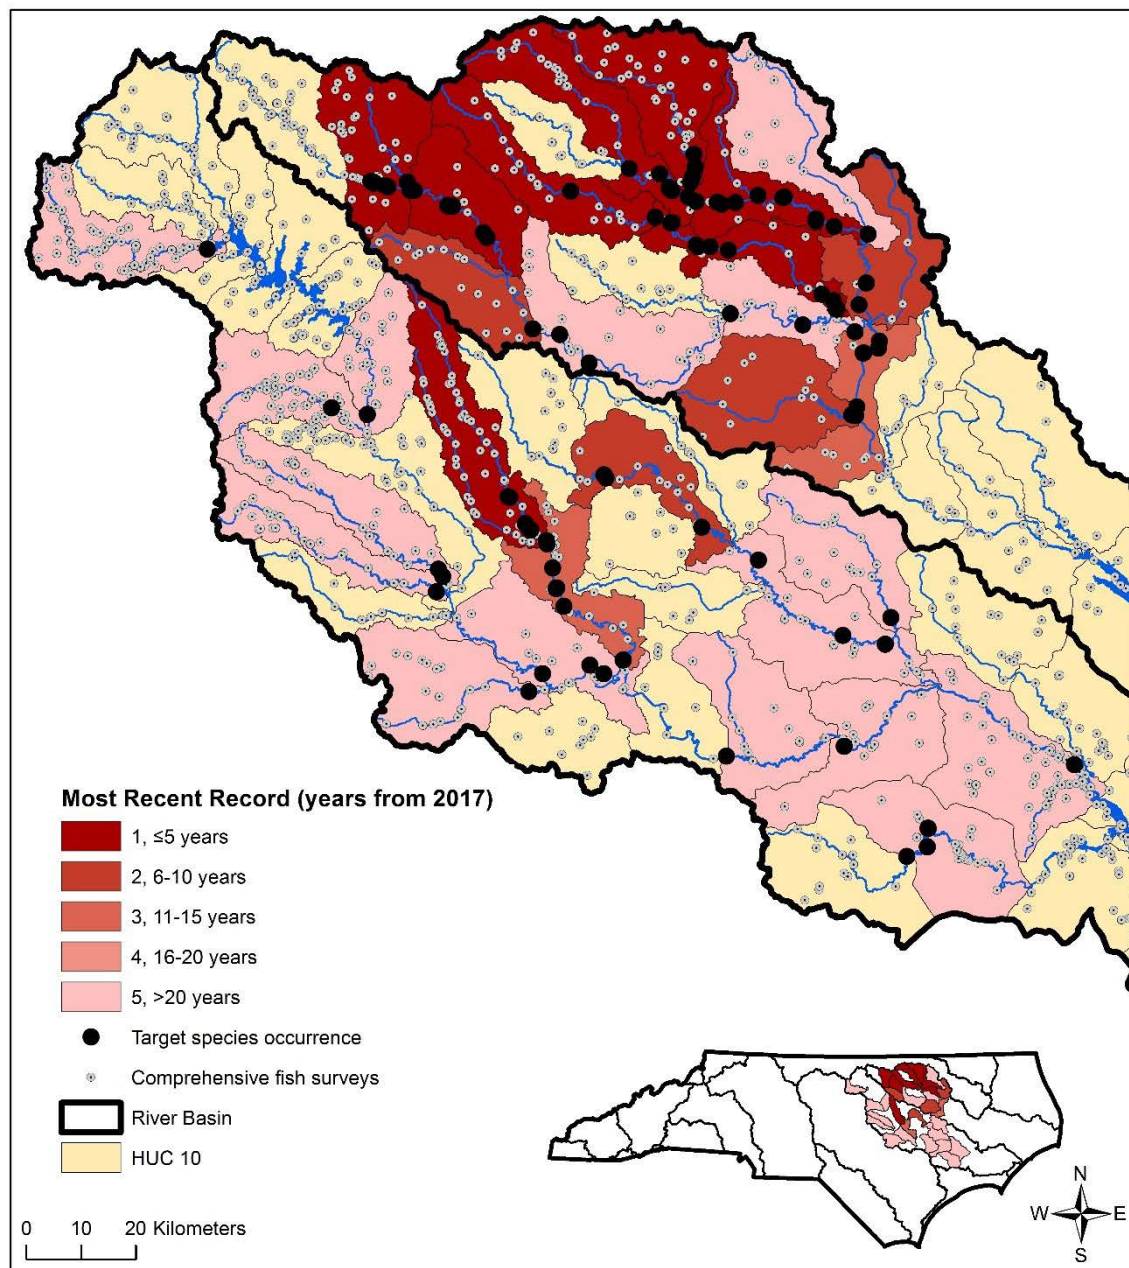 Most Recent Record (years from 2017)
1, ≤5 years
2, 6-10 years
3, 11-15 years
4, 16-20 years
5, >20 years
Target species occurrence
Comprehensive fish surveys
River Basin
HUC 10
0 10 20 Kilometers
N
W E
S